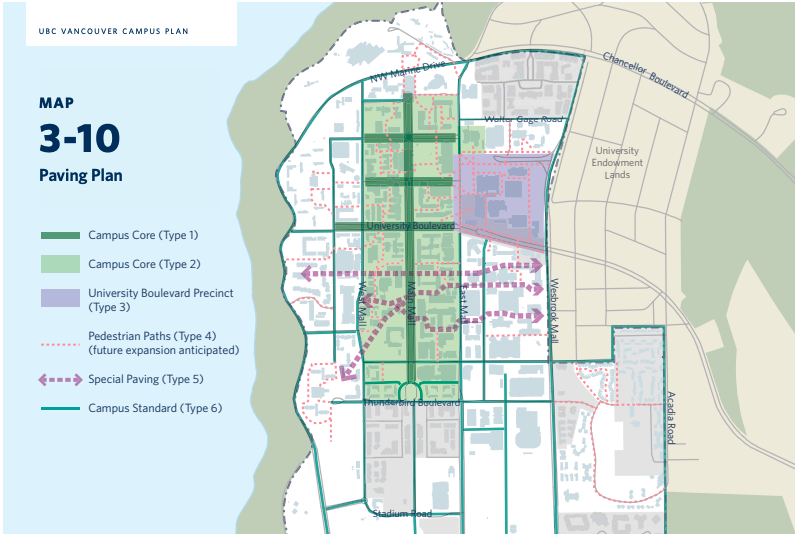 UBC VANCOUVER CAMPUS PLAN
MAP
3-10
Paving Plan
Campus Core (Type 1)
Campus Core (Type 2)
University Boulevard Precinct
(Type 3)
Pedestrian Paths (Type 4)
(future expansion anticipated)
Special Paving (Type 5)
Campus Standard (Type 6)
NW Marine Drive
Chancellor Boulevard
Walter Gage Road
University
Endowment
Lands
University Boulevard
West Mall
Main Mall
East Mall
Wesbrook Mall
Thunderbird Boulevard
Acadia Road
Stadium Road